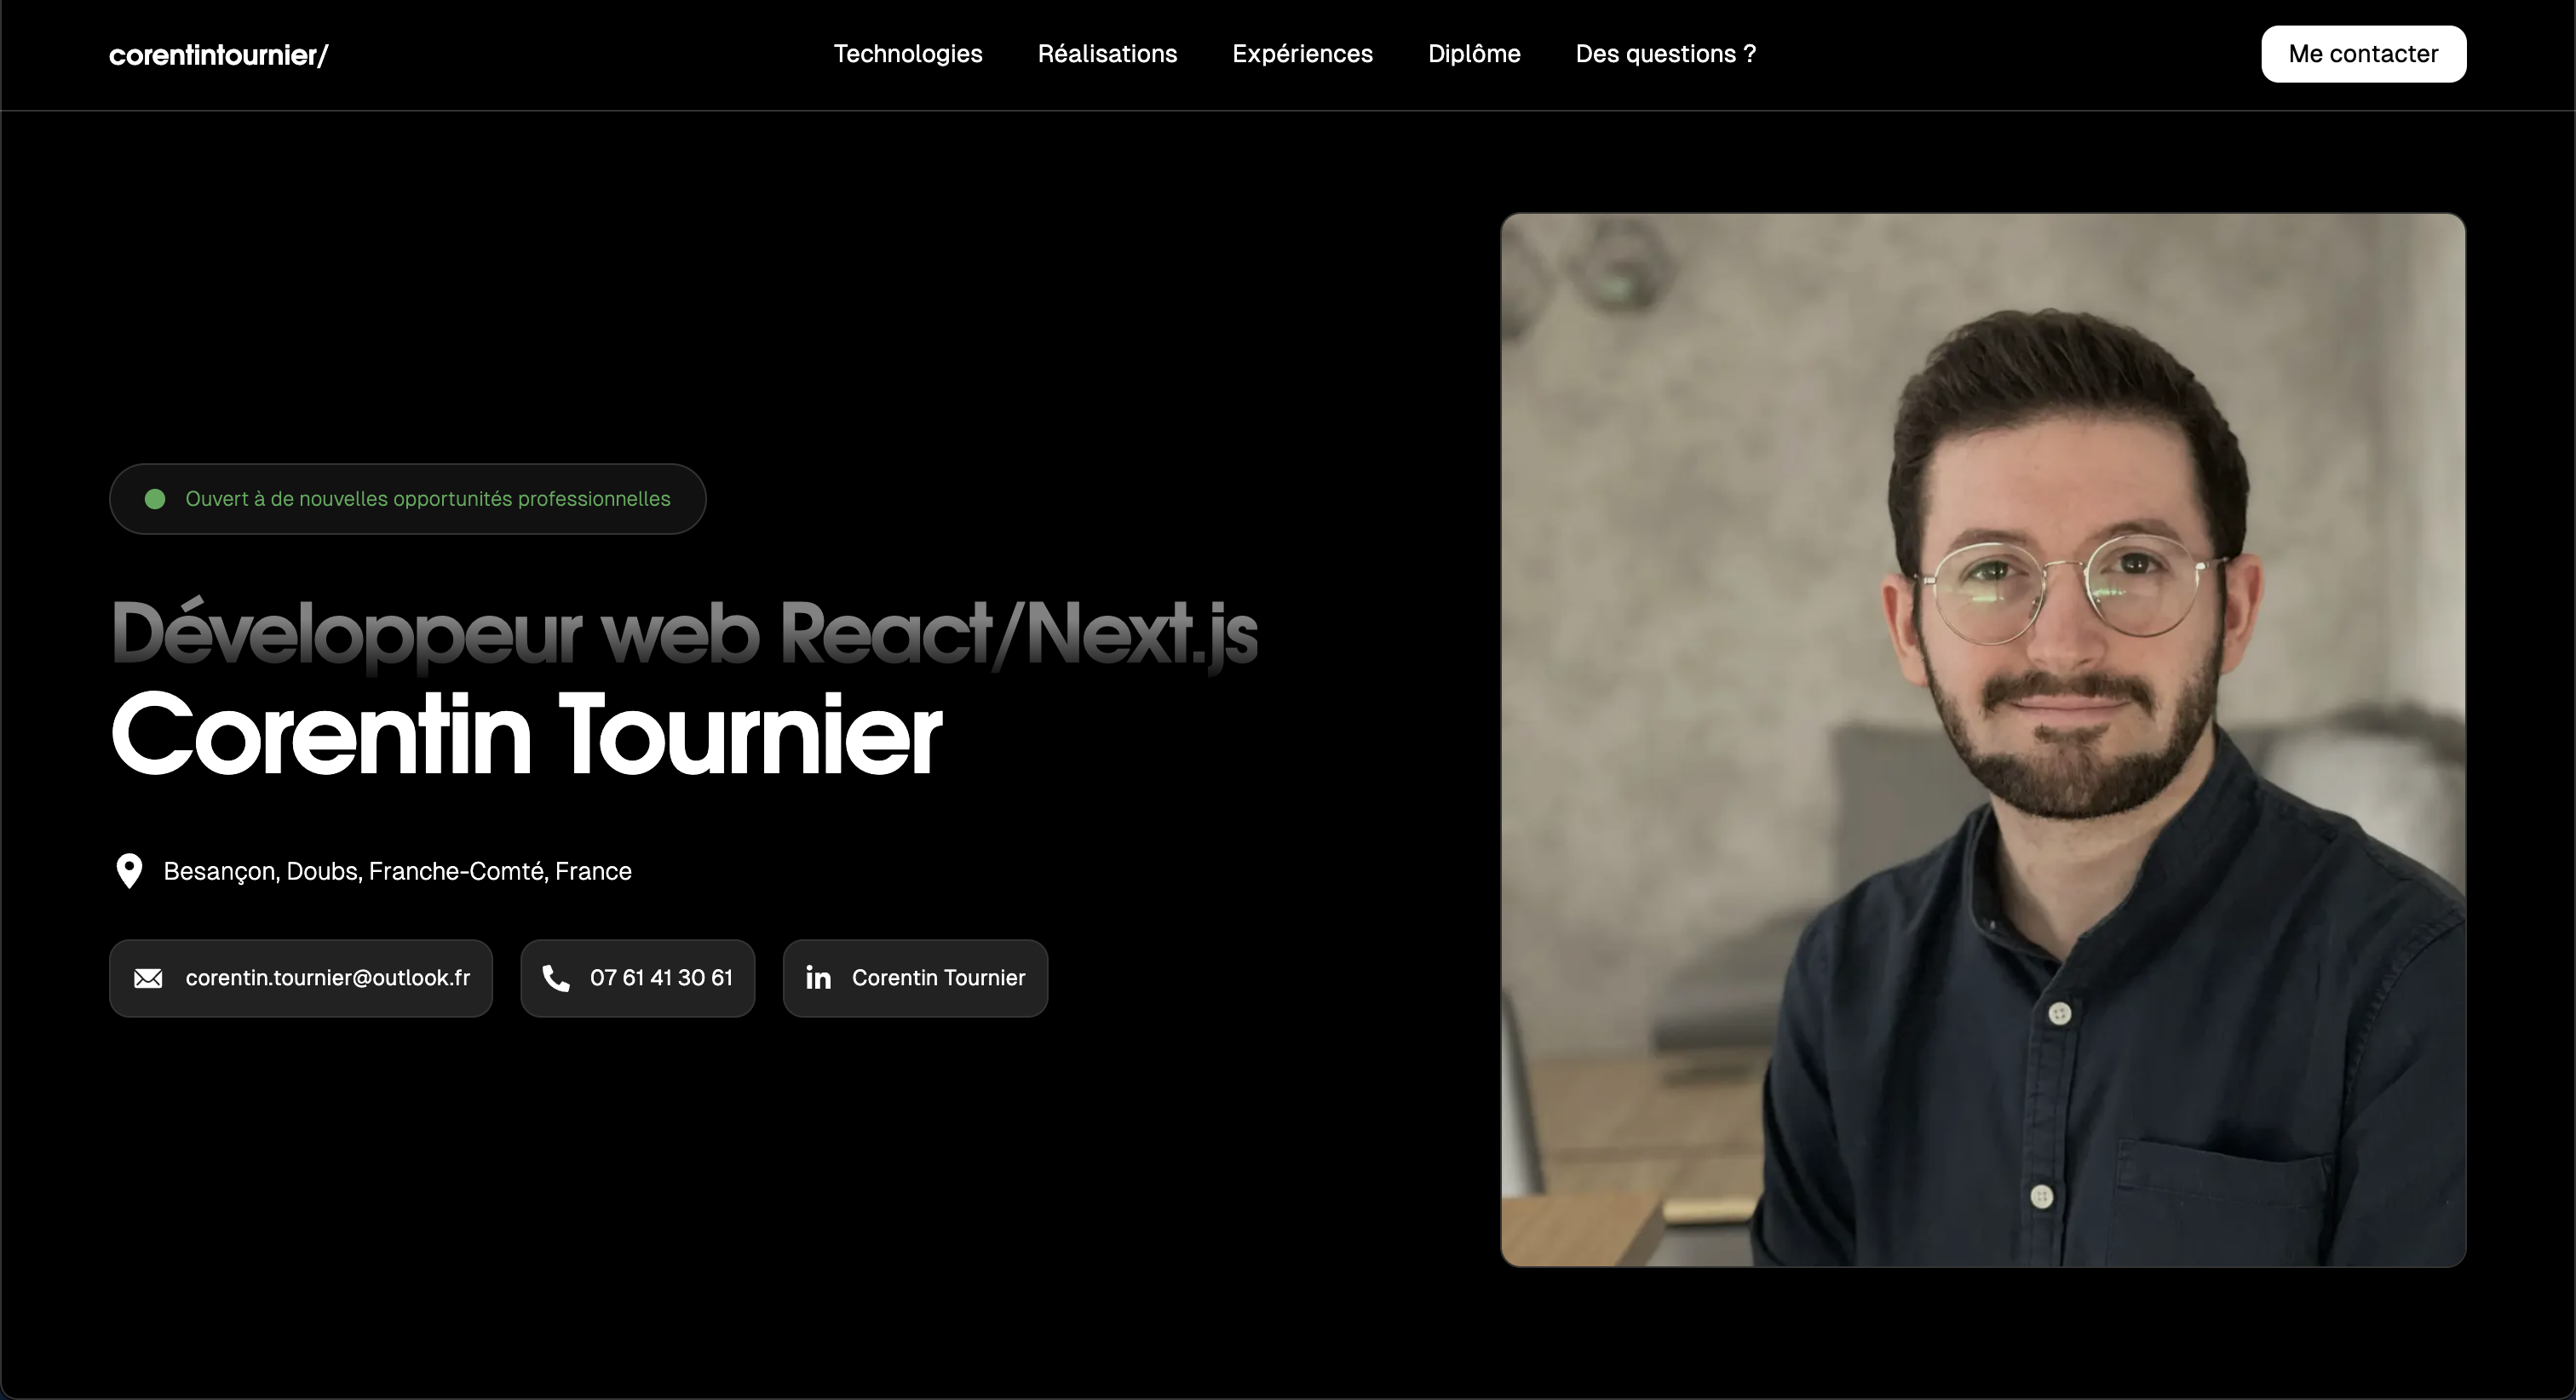 corentintournier/
Technologies Réalisations Expériences Diplôme Des questions ?
Me contacter
Ouvert à de nouvelles opportunités professionnelles
Développeur web React/Next.js
Corentin Tournier
Besançon, Doubs, Franche-Comté, France
corentin.tournier@outlook.fr
07 61 41 30 61
in Corentin Tournier